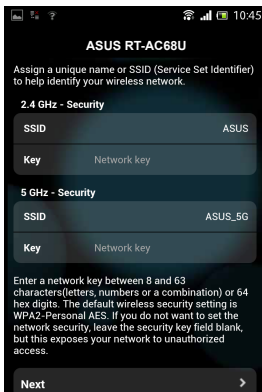 ? 10:45
ASUS RT-AC68U
Assign a unique name or SSID (Service Set Identifier)
to help identify your wireless network.
2.4 GHz - Security
SSID ASUS
Key Network key
5 GHz - Security
SSID ASUS_5G
Key Network key
Enter a network key between 8 and 63
characters(letters, numbers or a combination) or 64
hex digits. The default wireless security setting is
WPA2-Personal AES. If you do not want to set the
network security, leave the security key field blank,
but this exposes your network to unauthorized
access.
Next